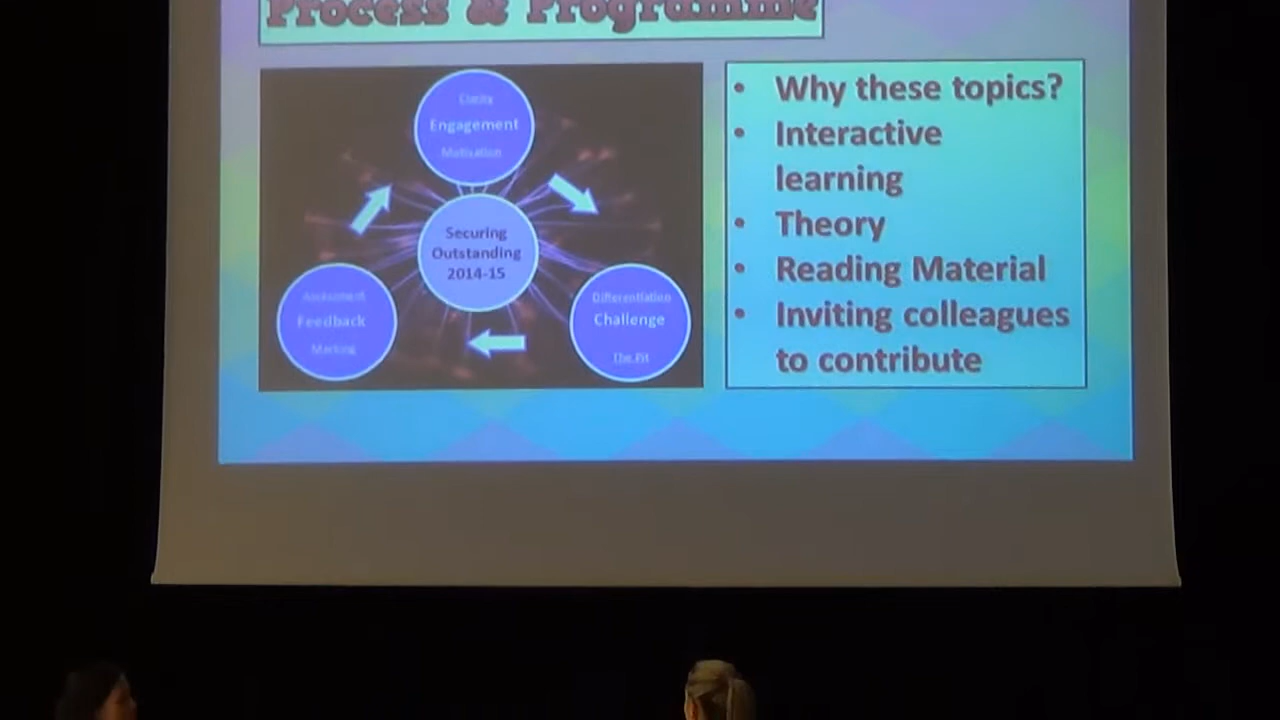 Process & Programme
Clarity
Engagement
Motivation
Securing
Outstanding
2014-15
Assessment
Feedback
Marking
Differentiation
Challenge
The Pit
• Why these topics?
• Interactive
learning
• Theory
• Reading Material
• Inviting colleagues
to contribute